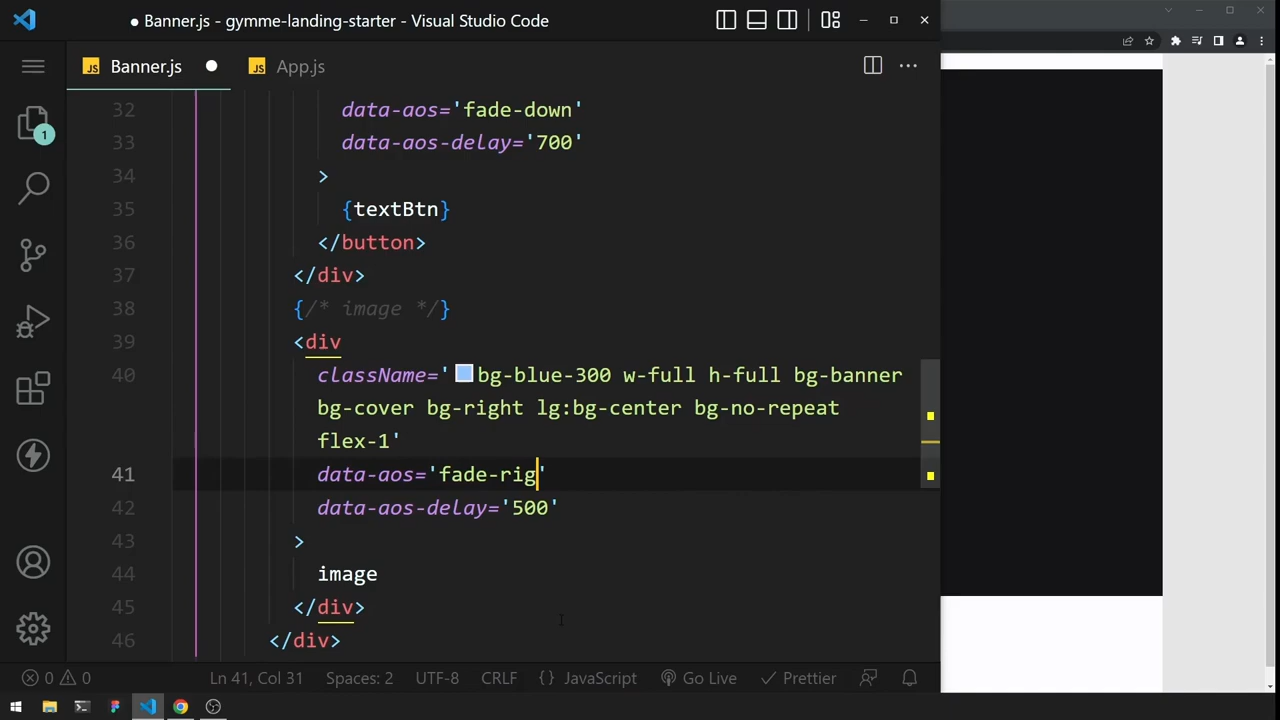 Banner.js - gymme-landing-starter - Visual Studio Code
JS Banner.js
JS App.js
1
32 data-aos='fade-down'
33 data-aos-delay='700'
34 >
35 {textBtn}
36 </button>
37 </div>
38 {/* image */}
39 <div
40 className='bg-blue-300 w-full h-full bg-banner
bg-cover bg-right lg:bg-center bg-no-repeat
flex-1'
41 data-aos='fade-rig'
42 data-aos-delay='500'
43 >
44 image
45 </div>
46 </div>
0 0 Ln 41, Col 31 Spaces: 2 UTF-8 CRLF {} JavaScript Go Live Prettier